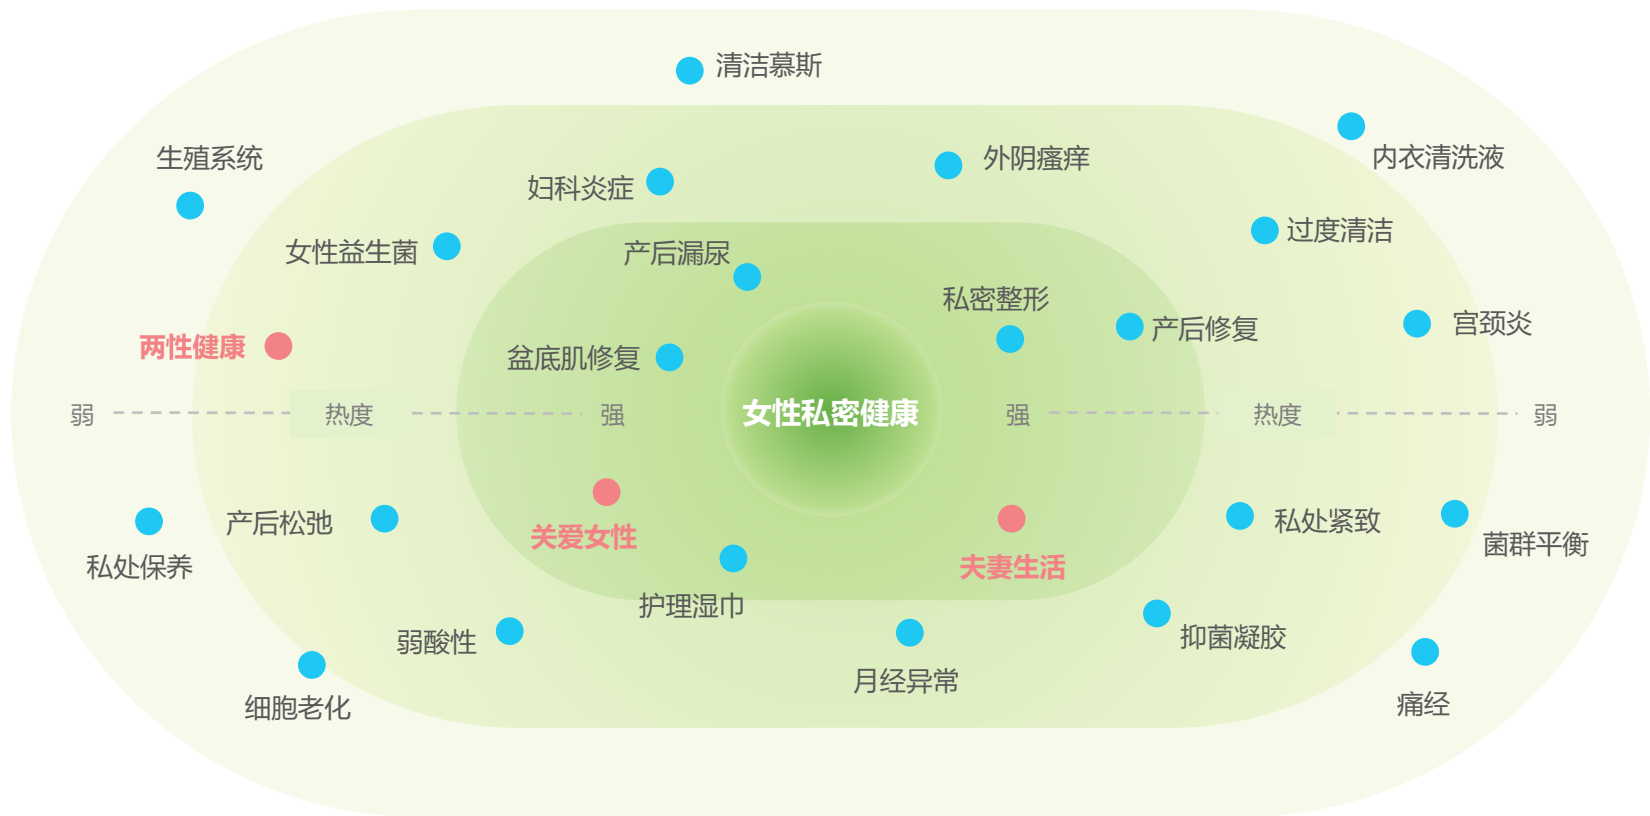 清洁慕斯
内衣清洗液
生殖系统
外阴瘙痒
妇科炎症
过度清洁
女性益生菌
产后漏尿
私密整形
宫颈炎
产后修复
两性健康
盆底肌修复
弱
热度
强
女性私密健康
强
热度
弱
产后松弛
私处紧致
关爱女性
菌群平衡
私处保养
夫妻生活
护理湿巾
弱酸性
抑菌凝胶
月经异常
细胞老化
痛经